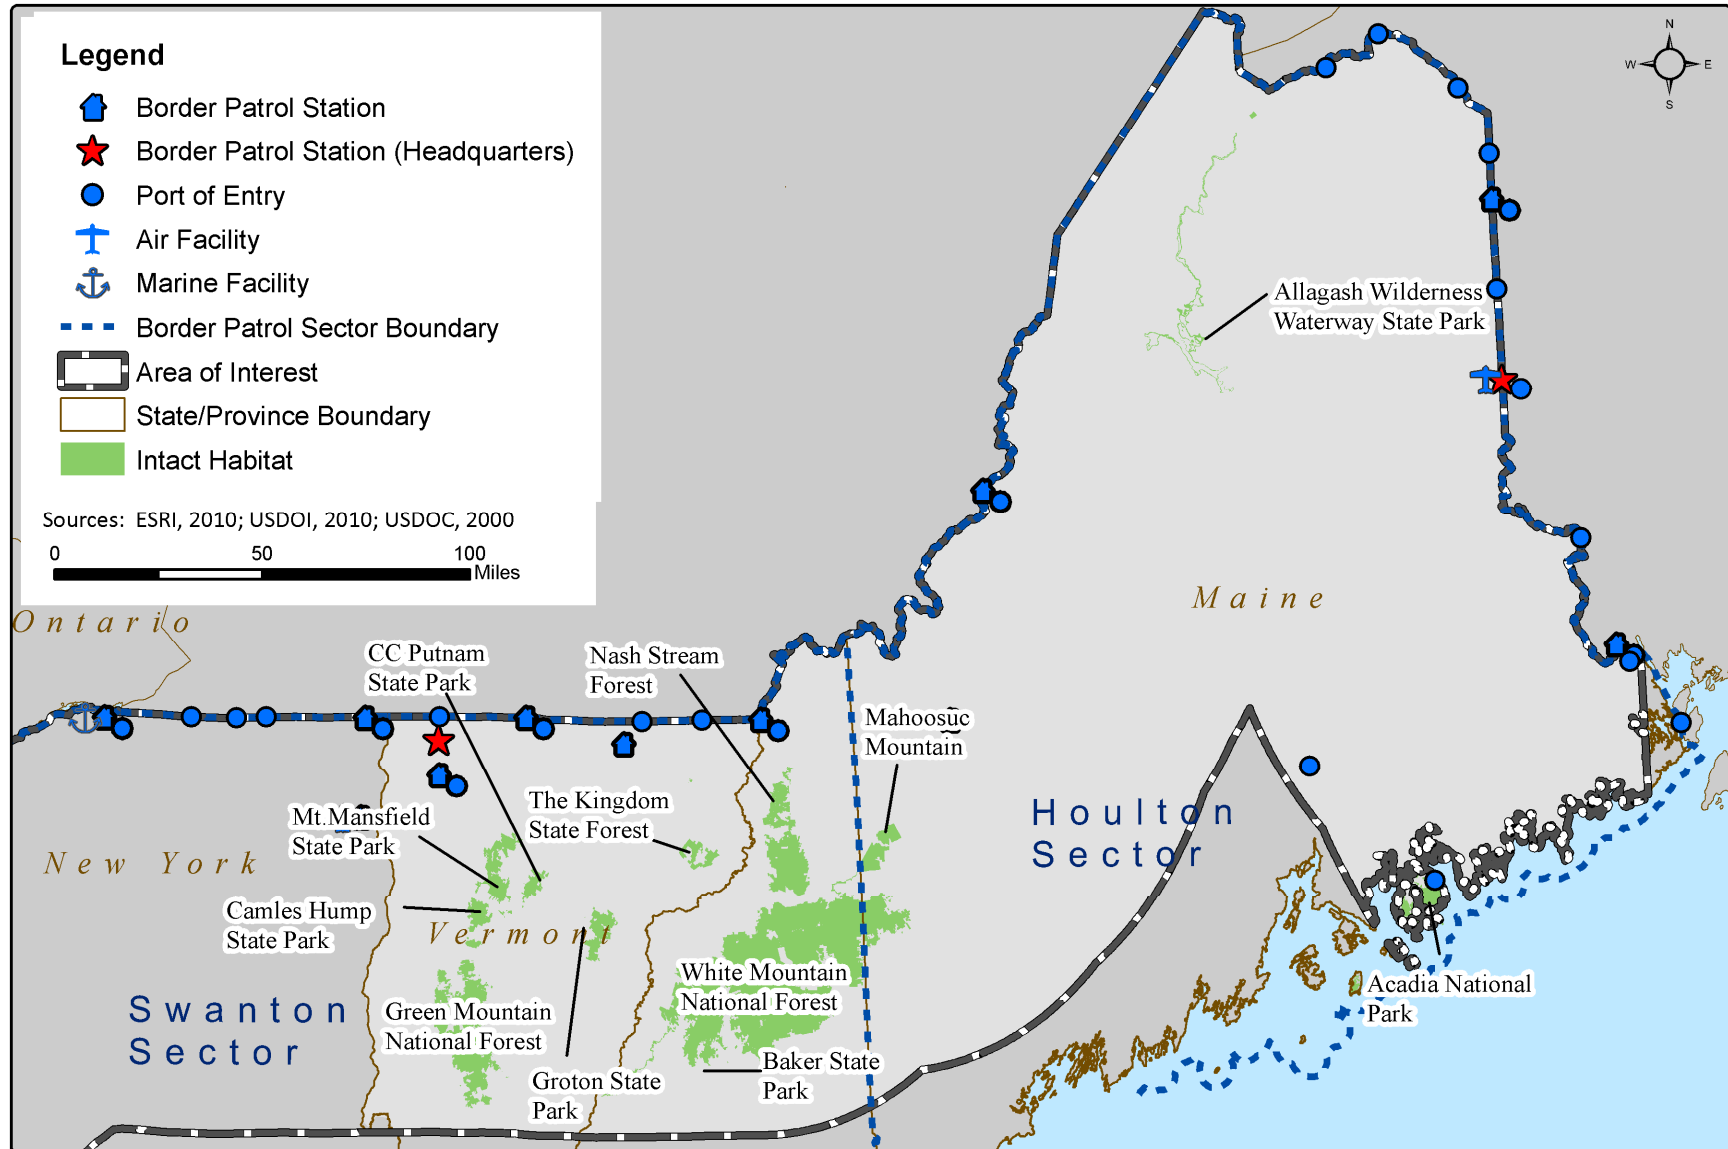 Legend
Border Patrol Station
Border Patrol Station (Headquarters)
Port of Entry
Air Facility
Marine Facility
Border Patrol Sector Boundary
Area of Interest
State/Province Boundary
Intact Habitat
Sources: ESRI, 2010; USDOI, 2010; USDOC, 2000
0 50 100
Miles
N
W E
S
Allagash Wilderness
Waterway State Park
Maine
Ontario
CC Putnam
State Park
Nash Stream
Forest
Mahoosuc
Mountain
Houlton
Sector
The Kingdom
State Forest
Mt.Mansfield
State Park
New York
Camles Hump
State Park
Vermont
White Mountain
National Forest
Acadia National
Park
Swanton
Sector
Green Mountain
National Forest
Groton State
Park
Baker State
Park